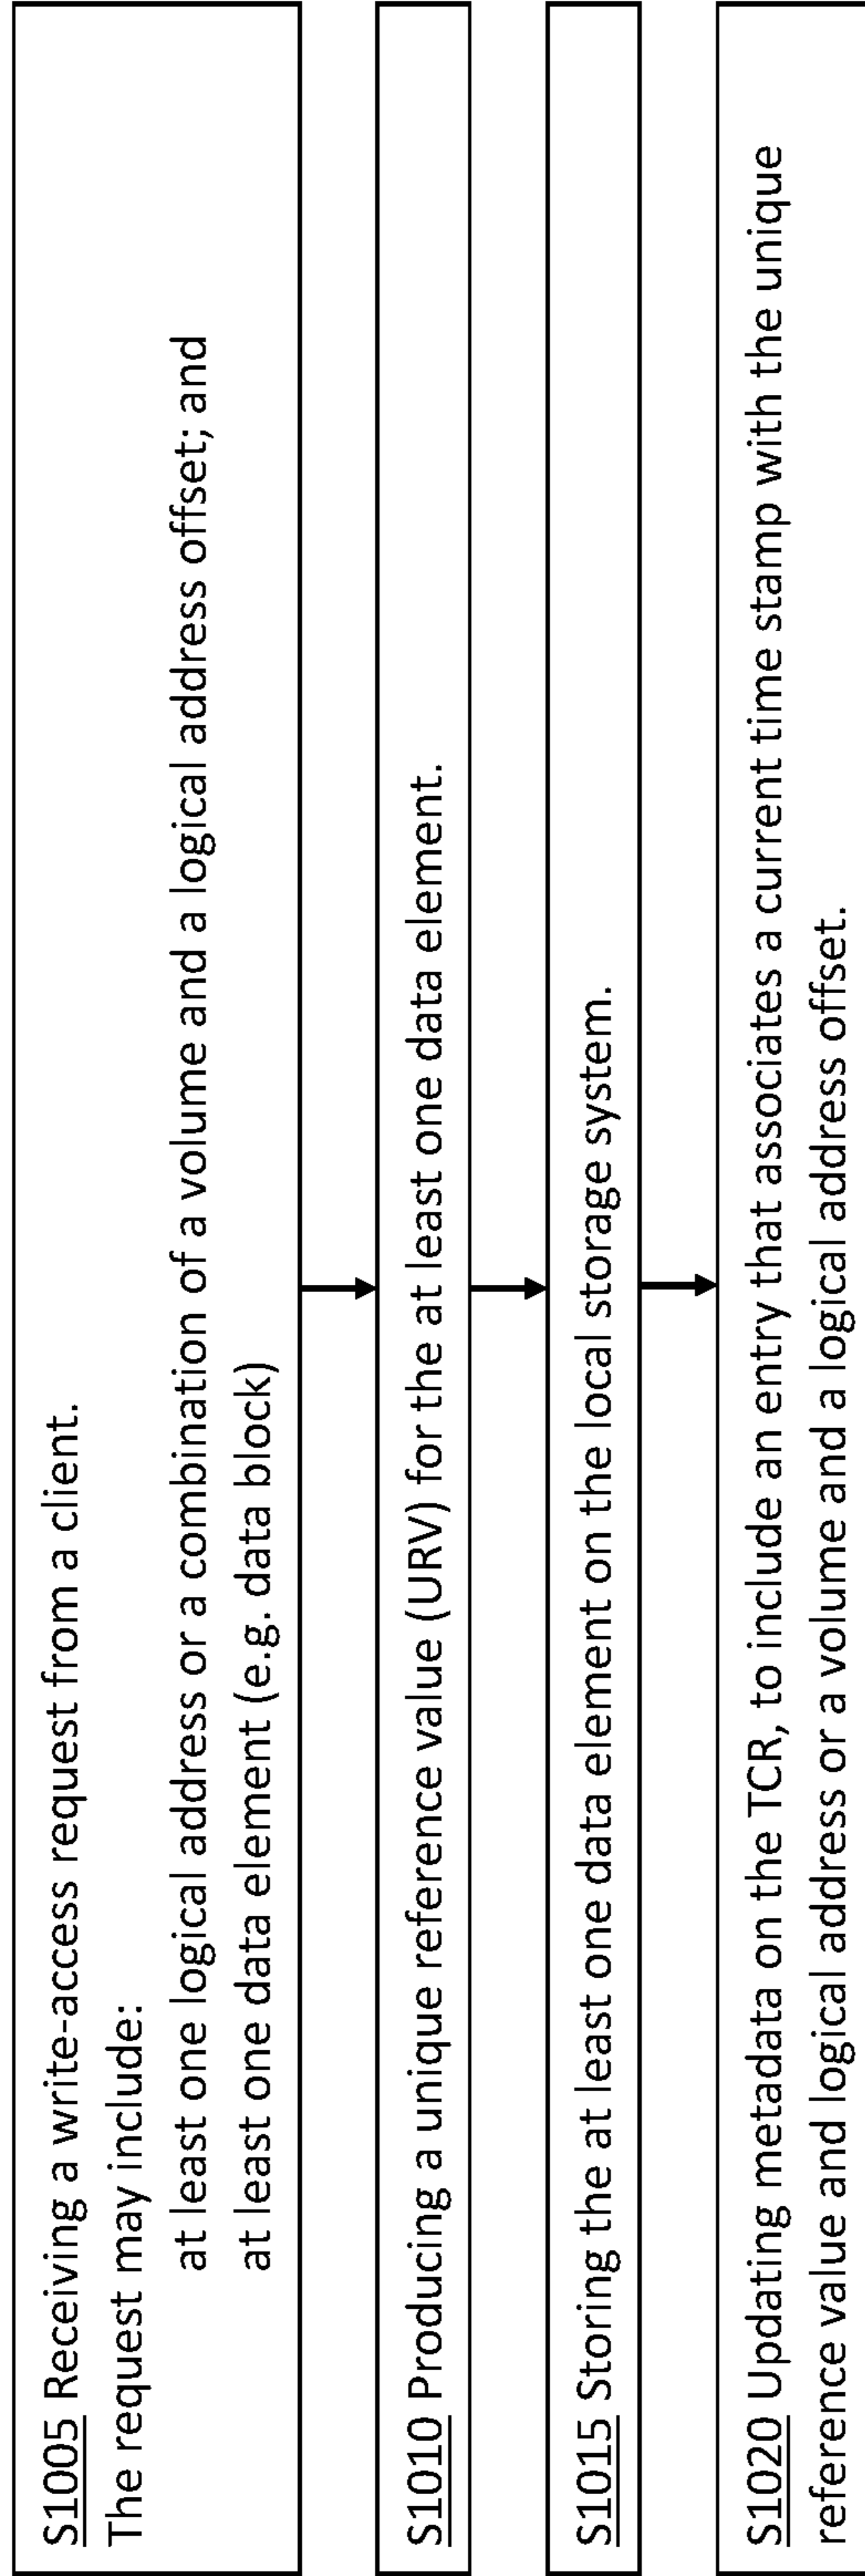 S1005 Receiving a write-access request from a client.
The request may include:
at least one logical address or a combination of a volume and a logical address offset; and
at least one data element (e.g. data block)
S1010 Producing a unique reference value (URV) for the at least one data element.
S1015 Storing the at least one data element on the local storage system.
S1020 Updating metadata on the TCR, to include an entry that associates a current time stamp with the unique
reference value and logical address or a volume and a logical address offset.